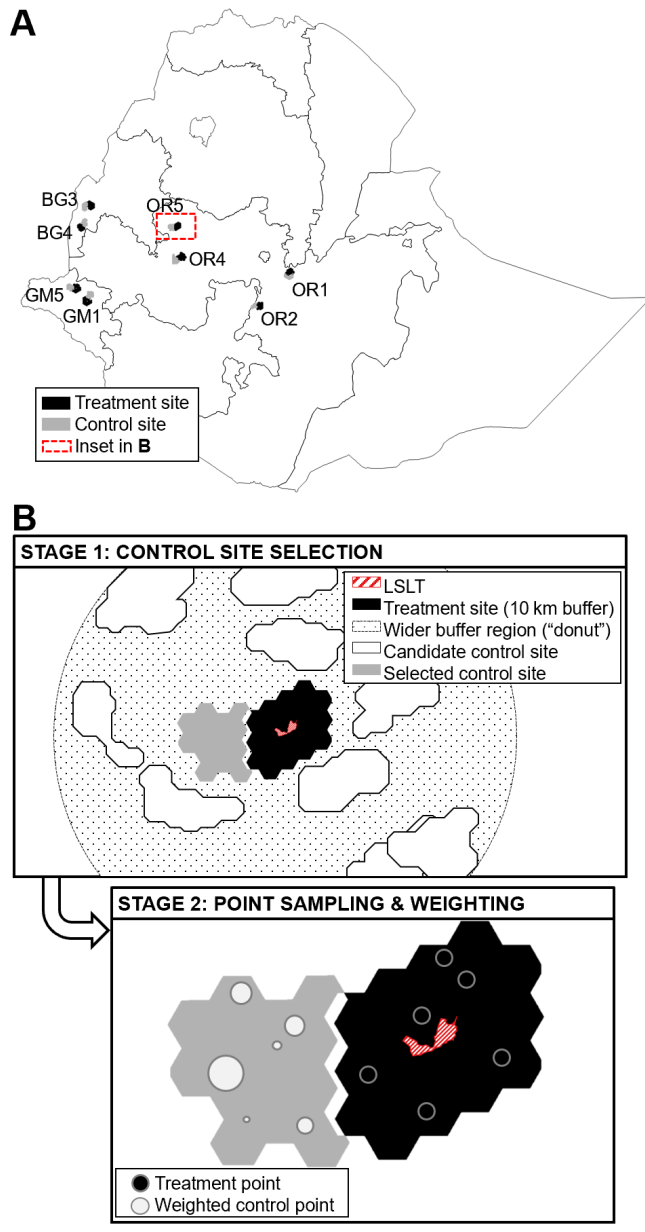 A
BG3
OR5
BG4
OR4
GM5
OR1
GM1
OR2
Treatment site
Control site
Inset in B
B
STAGE 1: CONTROL SITE SELECTION
LSLT
Treatment site (10 km buffer)
Wider buffer region (“donut”)
Candidate control site
Selected control site
STAGE 2: POINT SAMPLING & WEIGHTING
Treatment point
Weighted control point